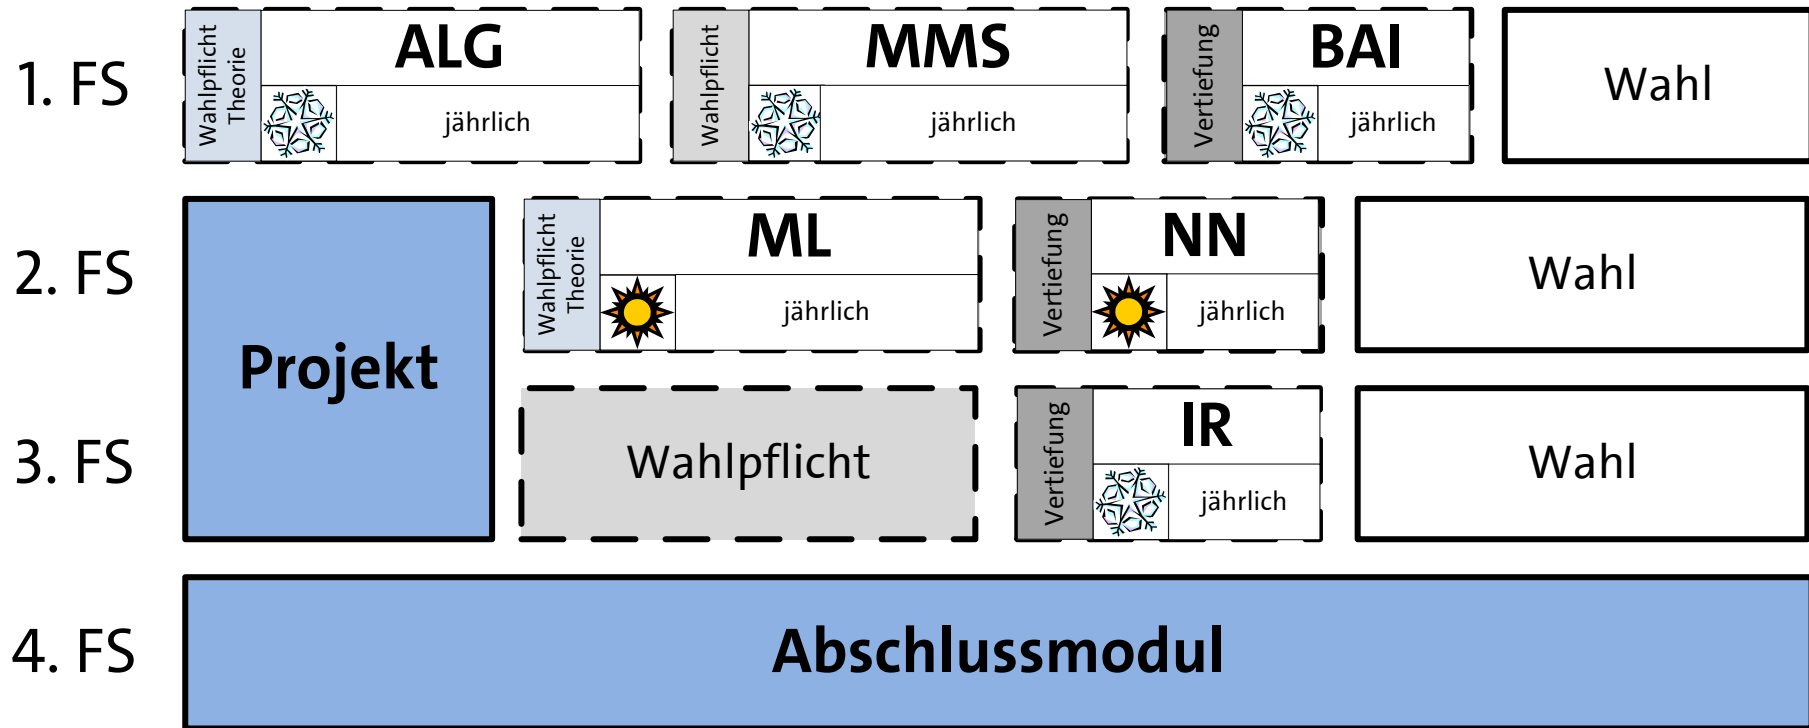 1. FS
Wahlpflicht
Theorie
ALG
jährlich
Wahlpflicht
MMS
jährlich
Vertiefung
BAI
jährlich
Wahl
2. FS
Projekt
Wahlpflicht
Theorie
ML
jährlich
Vertiefung
NN
jährlich
Wahl
3. FS
Wahlpflicht
Vertiefung
IR
jährlich
Wahl
4. FS
Abschlussmodul